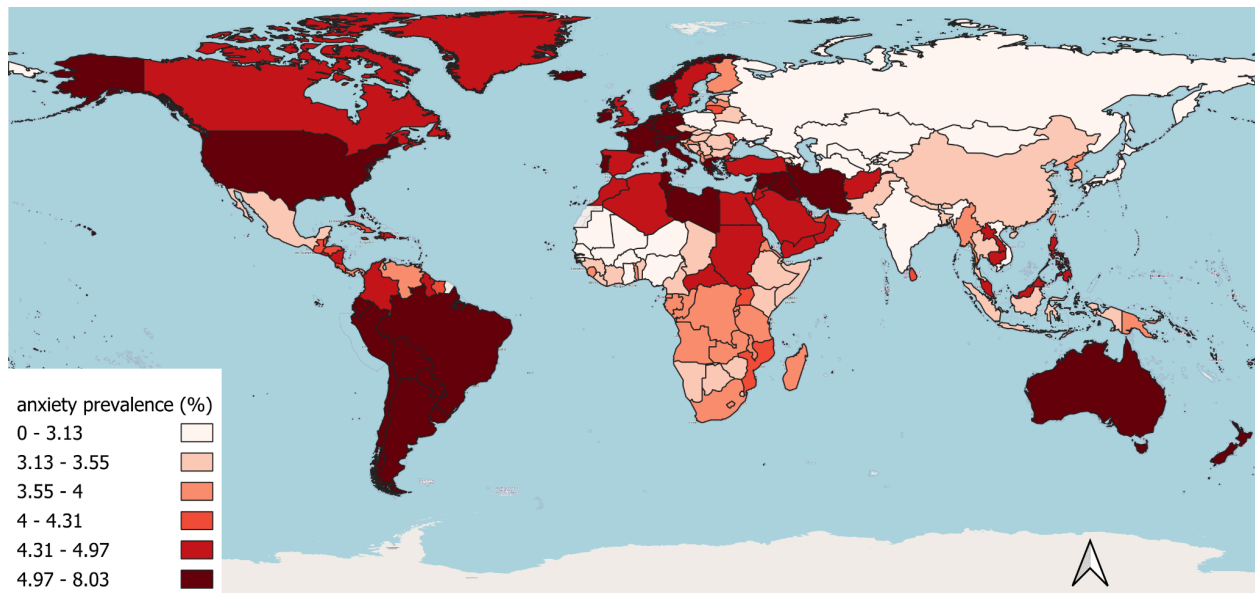 anxiety prevalence (%)
0 - 3.13
3.13 - 3.55
3.55 - 4
4 - 4.31
4.31 - 4.97
4.97 - 8.03